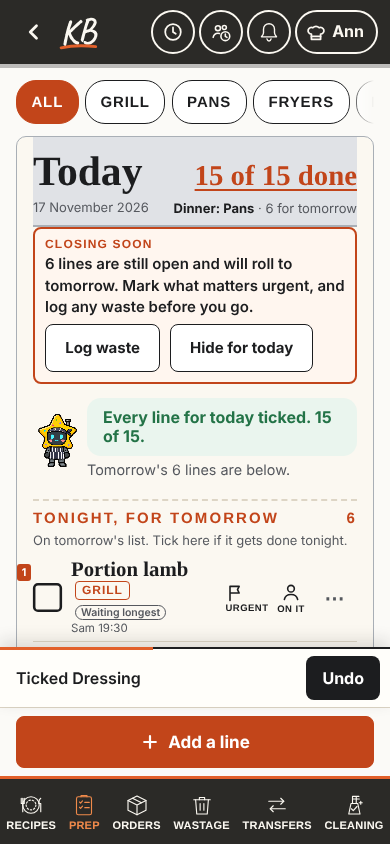 KB
Ann
ALL
GRILL
PANS
FRYERS
Today
15 of 15 done
17 November 2026
Dinner: Pans · 6 for tomorrow
CLOSING SOON
6 lines are still open and will roll to
tomorrow. Mark what matters urgent, and
log any waste before you go.
Log waste
Hide for today
Every line for today ticked. 15
of 15.
Tomorrow's 6 lines are below.
TONIGHT, FOR TOMORROW
6
On tomorrow's list. Tick here if it gets done tonight.
1
Portion lamb
GRILL
Waiting longest
Sam 19:30
URGENT
ON IT
...
Ticked Dressing
Undo
+ Add a line
RECIPES
PREP
ORDERS
WASTAGE
TRANSFERS
CLEANING